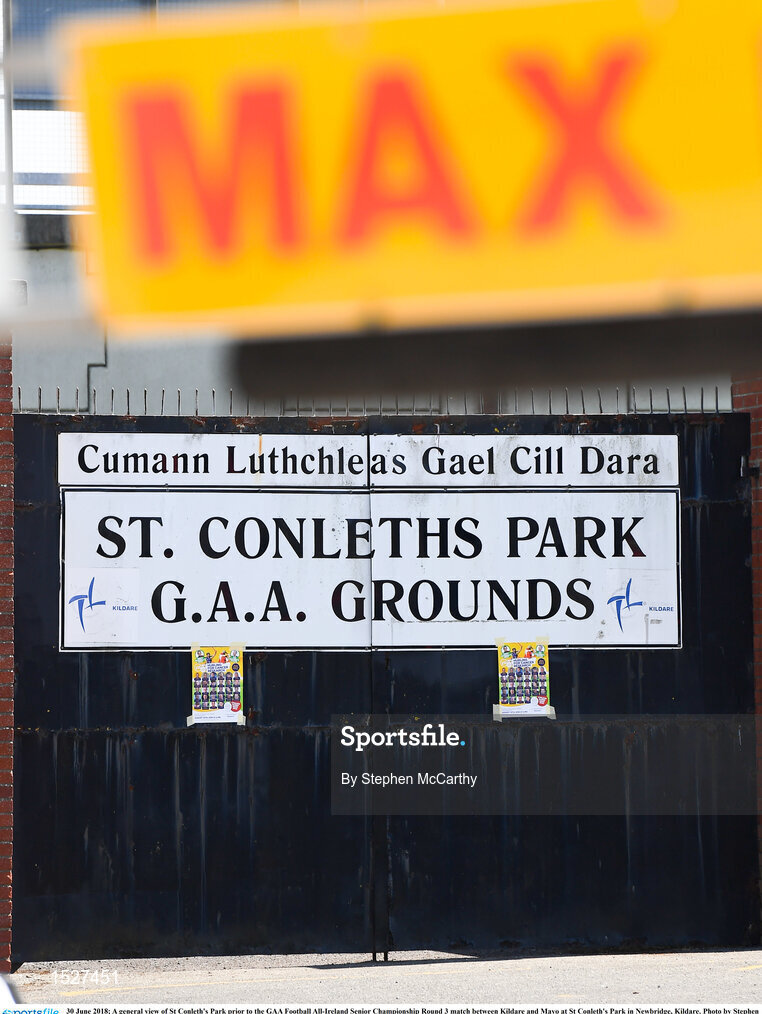 MAX
Cumann Luthchleas Gael Cill Dara
ST. CONLETHS PARK
G.A.A. GROUNDS
KILDARE
KILDARE
Sportsfile.
By Stephen McCarthy
1527451
sportsfile 30 June 2018; A general view of St Conleth's Park prior to the GAA Football All-Ireland Senior Championship Round 3 match between Kildare and Mayo at St Conleth's Park in Newbridge, Kildare. Photo by Stephen